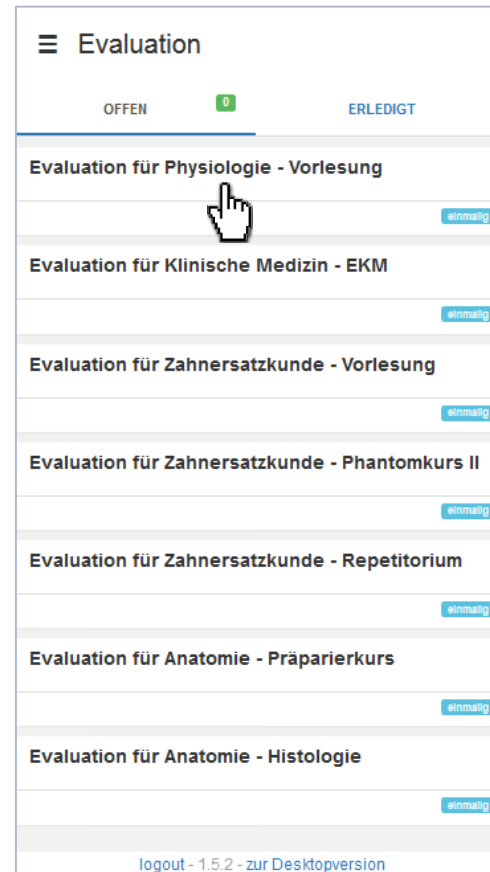 ☰ Evaluation
OFFEN 0 ERLEDIGT
Evaluation für Physiologie - Vorlesung
einmalig
Evaluation für Klinische Medizin - EKM
einmalig
Evaluation für Zahnersatzkunde - Vorlesung
einmalig
Evaluation für Zahnersatzkunde - Phantomkurs II
einmalig
Evaluation für Zahnersatzkunde - Repetitorium
einmalig
Evaluation für Anatomie - Präparierkurs
einmalig
Evaluation für Anatomie - Histologie
einmalig
logout - 1.5.2 - zur Desktopversion